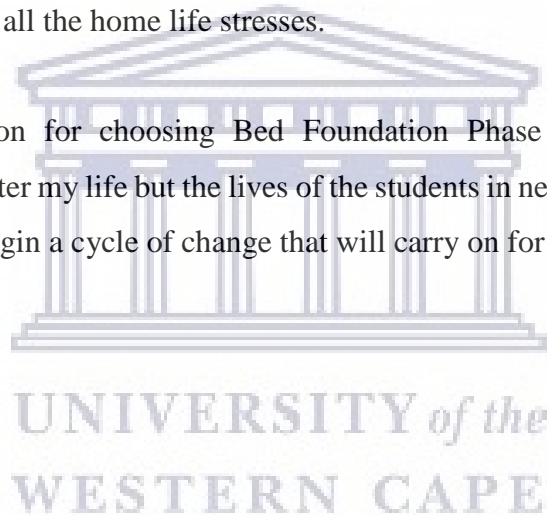 all the home life stresses.
on for choosing Bed Foundation Phase
ter my life but the lives of the students in ne
gin a cycle of change that will carry on for
UNIVERSITY of the
WESTERN CAPE